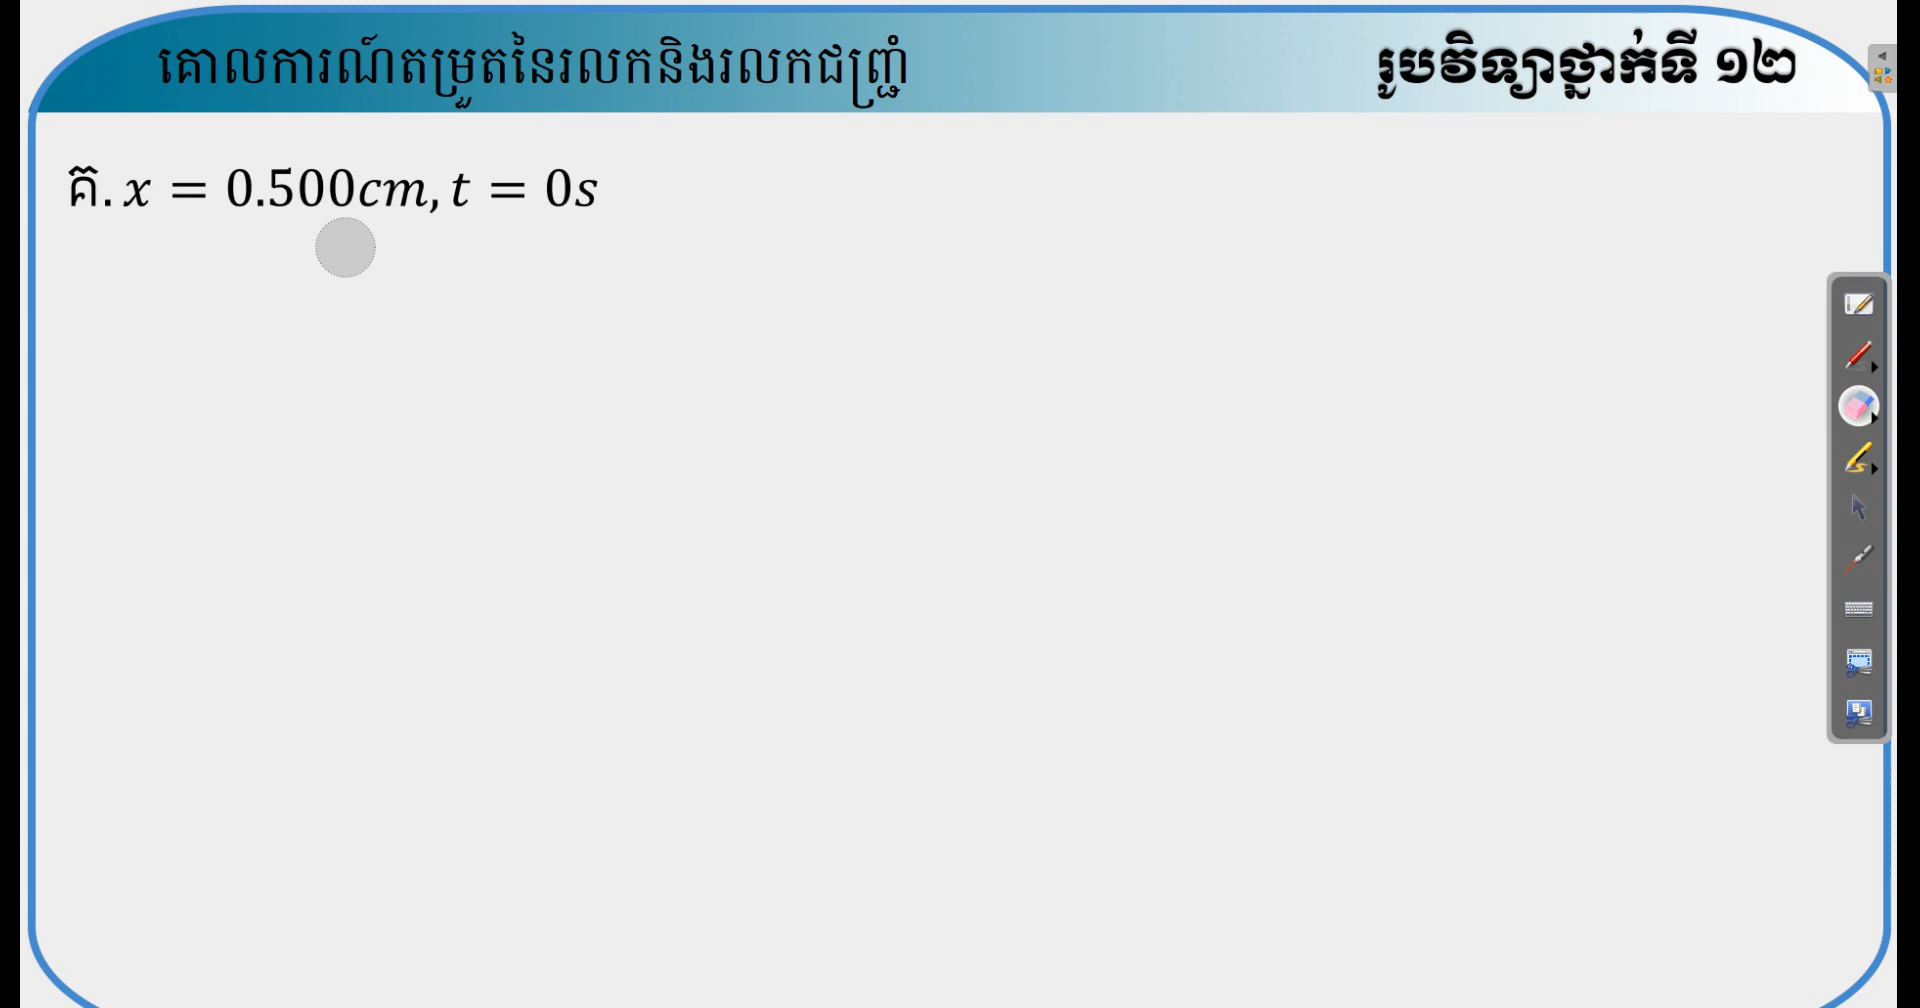 គោលការណ៍តម្រួតនៃរលកនិងរលកជញ្ជ្រំ
រូបវិទ្យាថ្នាក់ទី ១២
គ. x = 0.500cm, t = 0s